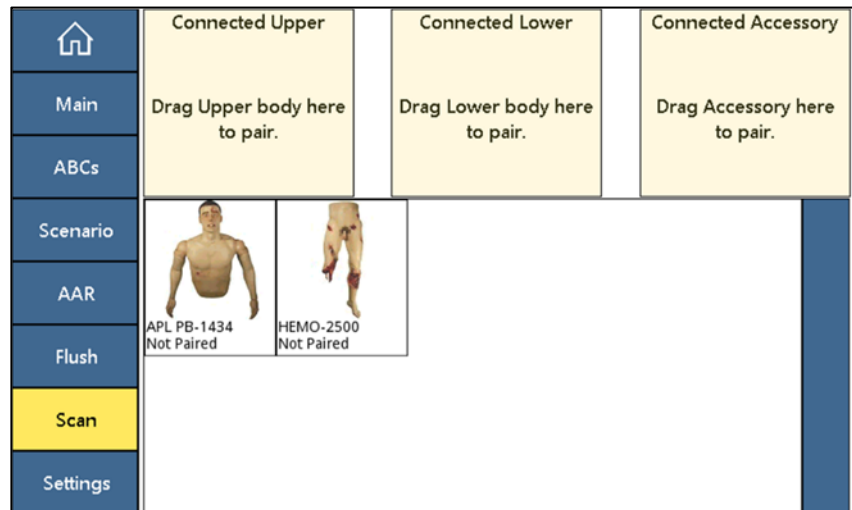 Main
ABCs
Scenario
AAR
Flush
Scan
Settings
Connected Upper
Drag Upper body here
to pair.
Connected Lower
Drag Lower body here
to pair.
Connected Accessory
Drag Accessory here
to pair.
APL PB-1434
Not Paired
HEMO-2500
Not Paired